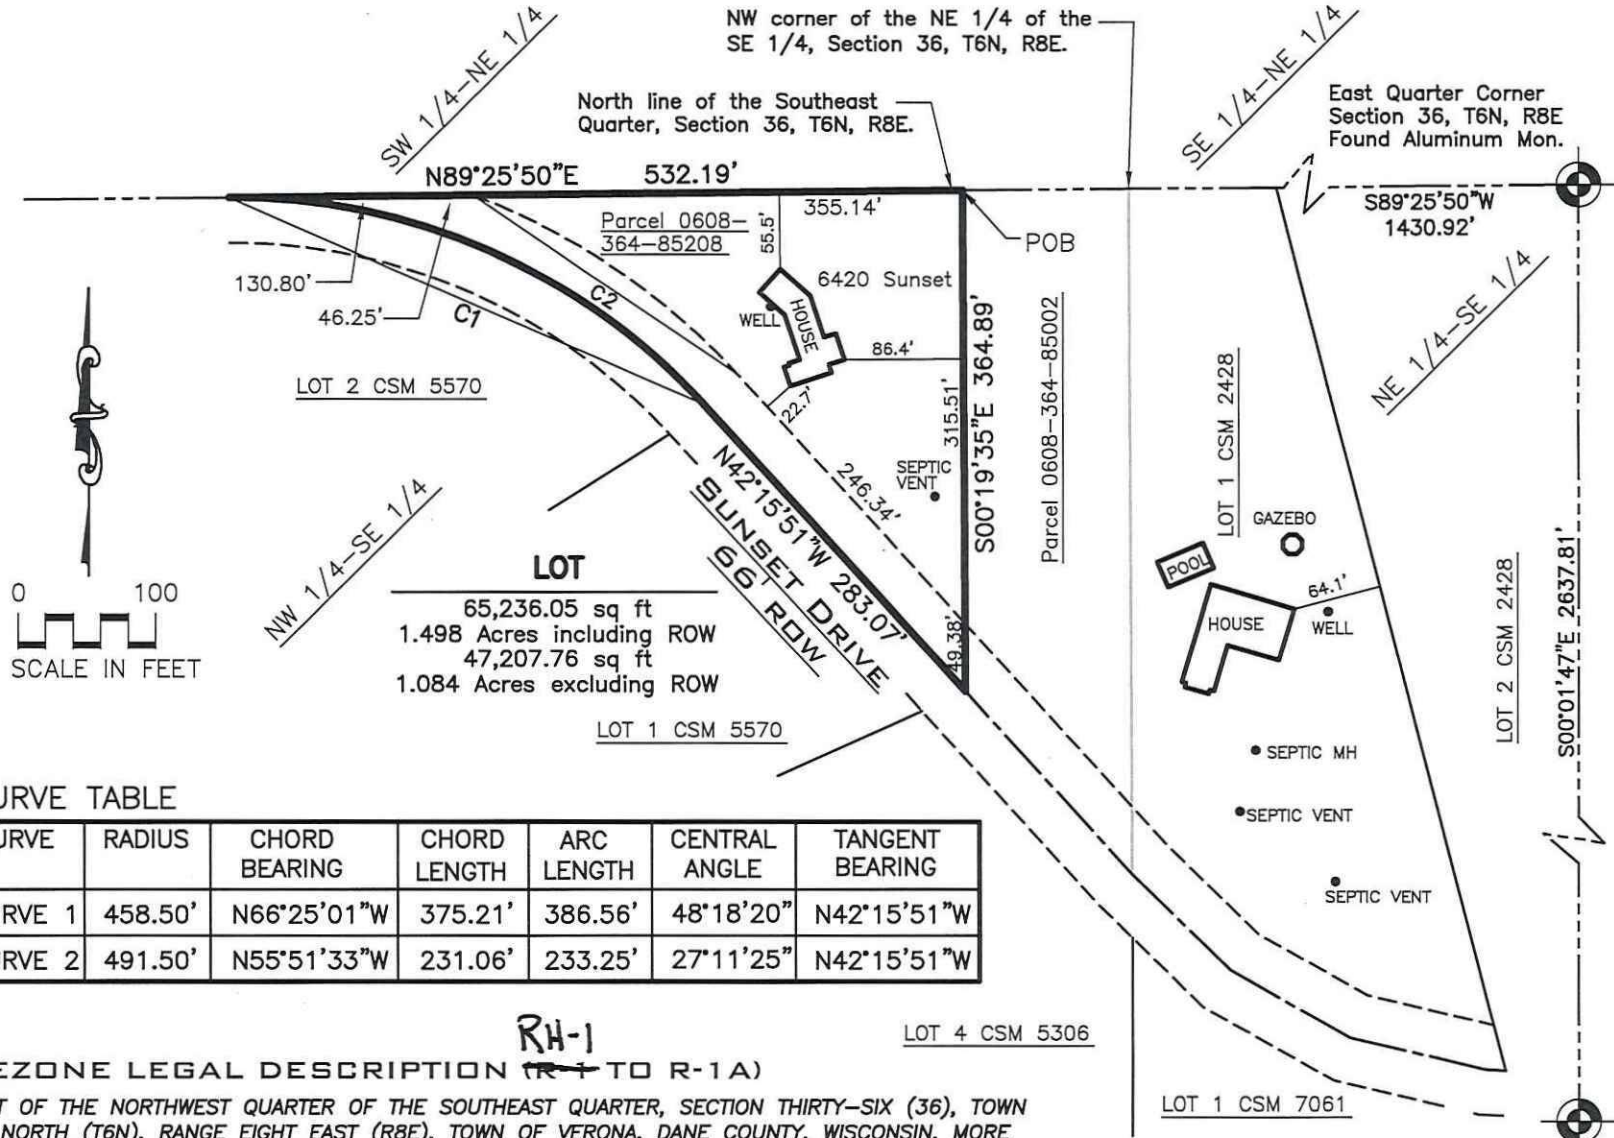 NW corner of the NE 1/4 of the
SE 1/4, Section 36, T6N, R8E.
SW 1/4-NE 1/4
North line of the Southeast
Quarter, Section 36, T6N, R8E.
SE 1/4-NE 1/4
East Quarter Corner
Section 36, T6N, R8E
Found Aluminum Mon.
N89°25'50"E 532.19'
S89°25'50"W
1430.92'
Parcel 0608-
364-85208
55.5'
355.14'
POB
130.80'
46.25'
C1
C2
6420 Sunset
WELL
HOUSE
86.4'
22.7'
S00°19'35"E 364.89'
315.51'
Parcel 0608-364-85002
LOT 1 CSM 2428
NE 1/4-SE 1/4
LOT 2 CSM 5570
SEPTIC
VENT
246.34'
N42°15'51"W 283.07'
SUNSET DRIVE
66' ROW
49.38'
NW 1/4-SE 1/4
0 100
SCALE IN FEET
LOT
65,236.05 sq ft
1.498 Acres including ROW
47,207.76 sq ft
1.084 Acres excluding ROW
LOT 1 CSM 5570
GAZEBO
POOL
HOUSE
64.1'
WELL
LOT 2 CSM 2428
S00°01'47"E 2637.81'
SEPTIC MH
SEPTIC VENT
SEPTIC VENT
URVE TABLE
URVE RADIUS CHORD BEARING CHORD LENGTH ARC LENGTH CENTRAL ANGLE TANGENT BEARING
RVE 1 458.50' N66°25'01"W 375.21' 386.56' 48°18'20" N42°15'51"W
RVE 2 491.50' N55°51'33"W 231.06' 233.25' 27°11'25" N42°15'51"W
RH-1
EZONE LEGAL DESCRIPTION (R-1 TO R-1A)
LOT 4 CSM 5306
LOT 1 CSM 7061
T OF THE NORTHWEST QUARTER OF THE SOUTHEAST QUARTER, SECTION THIRTY-SIX (36), TOWN
NORTH (T6N), RANGE EIGHT EAST (R8E), TOWN OF VERONA, DANE COUNTY, WISCONSIN, MORE